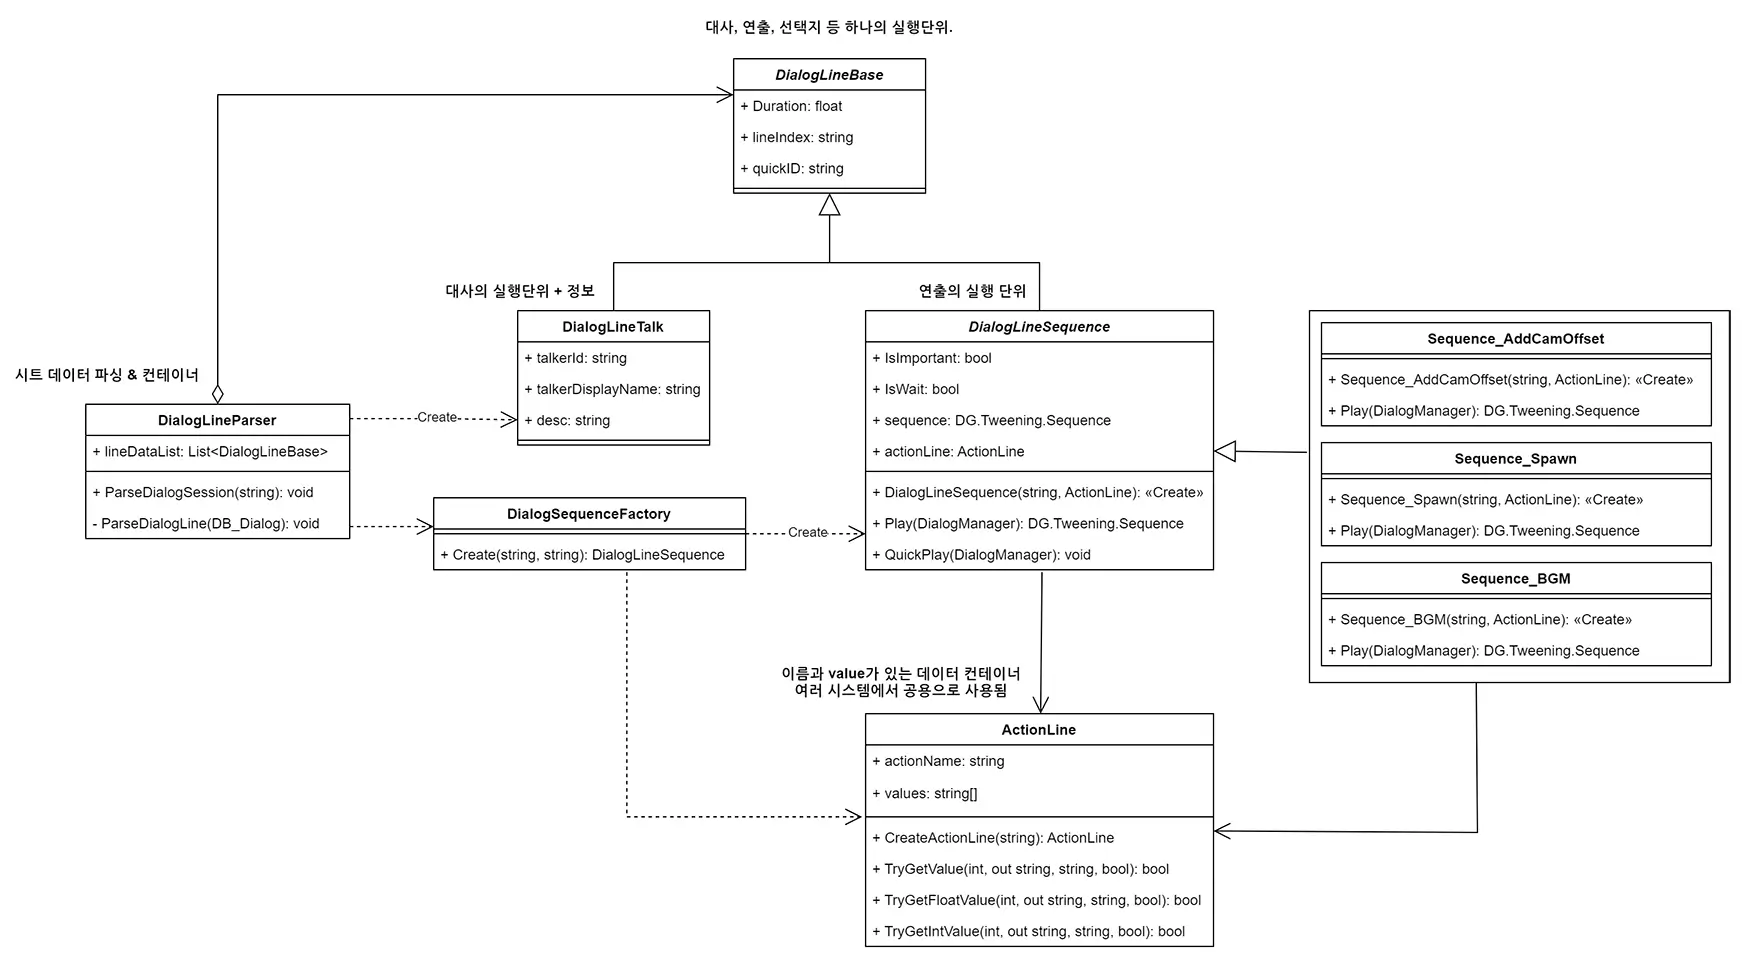 대사, 연출, 선택지 등 하나의 실행단위.
DialogLineBase
+ Duration: float
+ lineIndex: string
+ quickID: string
대사의 실행단위 + 정보
DialogLineTalk
+ talkerId: string
+ talkerDisplayName: string
+ desc: string
연출의 실행 단위
DialogLineSequence
+ IsImportant: bool
+ IsWait: bool
+ sequence: DG.Tweening.Sequence
+ actionLine: ActionLine
+ DialogLineSequence(string, ActionLine): «Create»
+ Play(DialogManager): DG.Tweening.Sequence
+ QuickPlay(DialogManager): void
Sequence_AddCamOffset
+ Sequence_AddCamOffset(string, ActionLine): «Create»
+ Play(DialogManager): DG.Tweening.Sequence
Sequence_Spawn
+ Sequence_Spawn(string, ActionLine): «Create»
+ Play(DialogManager): DG.Tweening.Sequence
Sequence_BGM
+ Sequence_BGM(string, ActionLine): «Create»
+ Play(DialogManager): DG.Tweening.Sequence
시트 데이터 파싱 & 컨테이너
DialogLineParser
+ lineDataList: List<DialogLineBase>
+ ParseDialogSession(string): void
- ParseDialogLine(DB_Dialog): void
Create
DialogSequenceFactory
+ Create(string, string): DialogLineSequence
Create
이름과 value가 있는 데이터 컨테이너
여러 시스템에서 공용으로 사용됨
ActionLine
+ actionName: string
+ values: string[]
+ CreateActionLine(string): ActionLine
+ TryGetValue(int, out string, string, bool): bool
+ TryGetFloatValue(int, out string, string, bool): bool
+ TryGetIntValue(int, out string, string, bool): bool